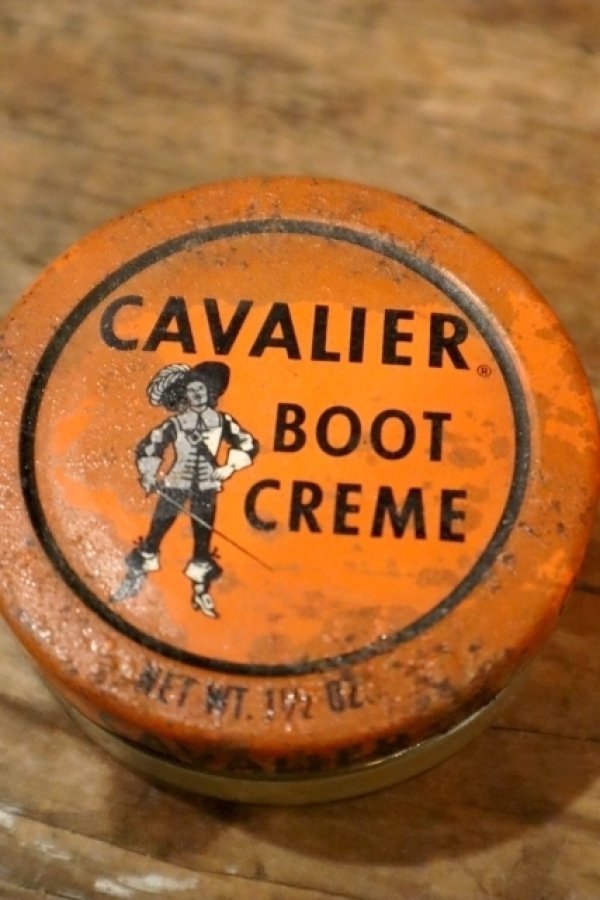 CAVALIER®
BOOT
CREME
NET WT. 1½ OZ.